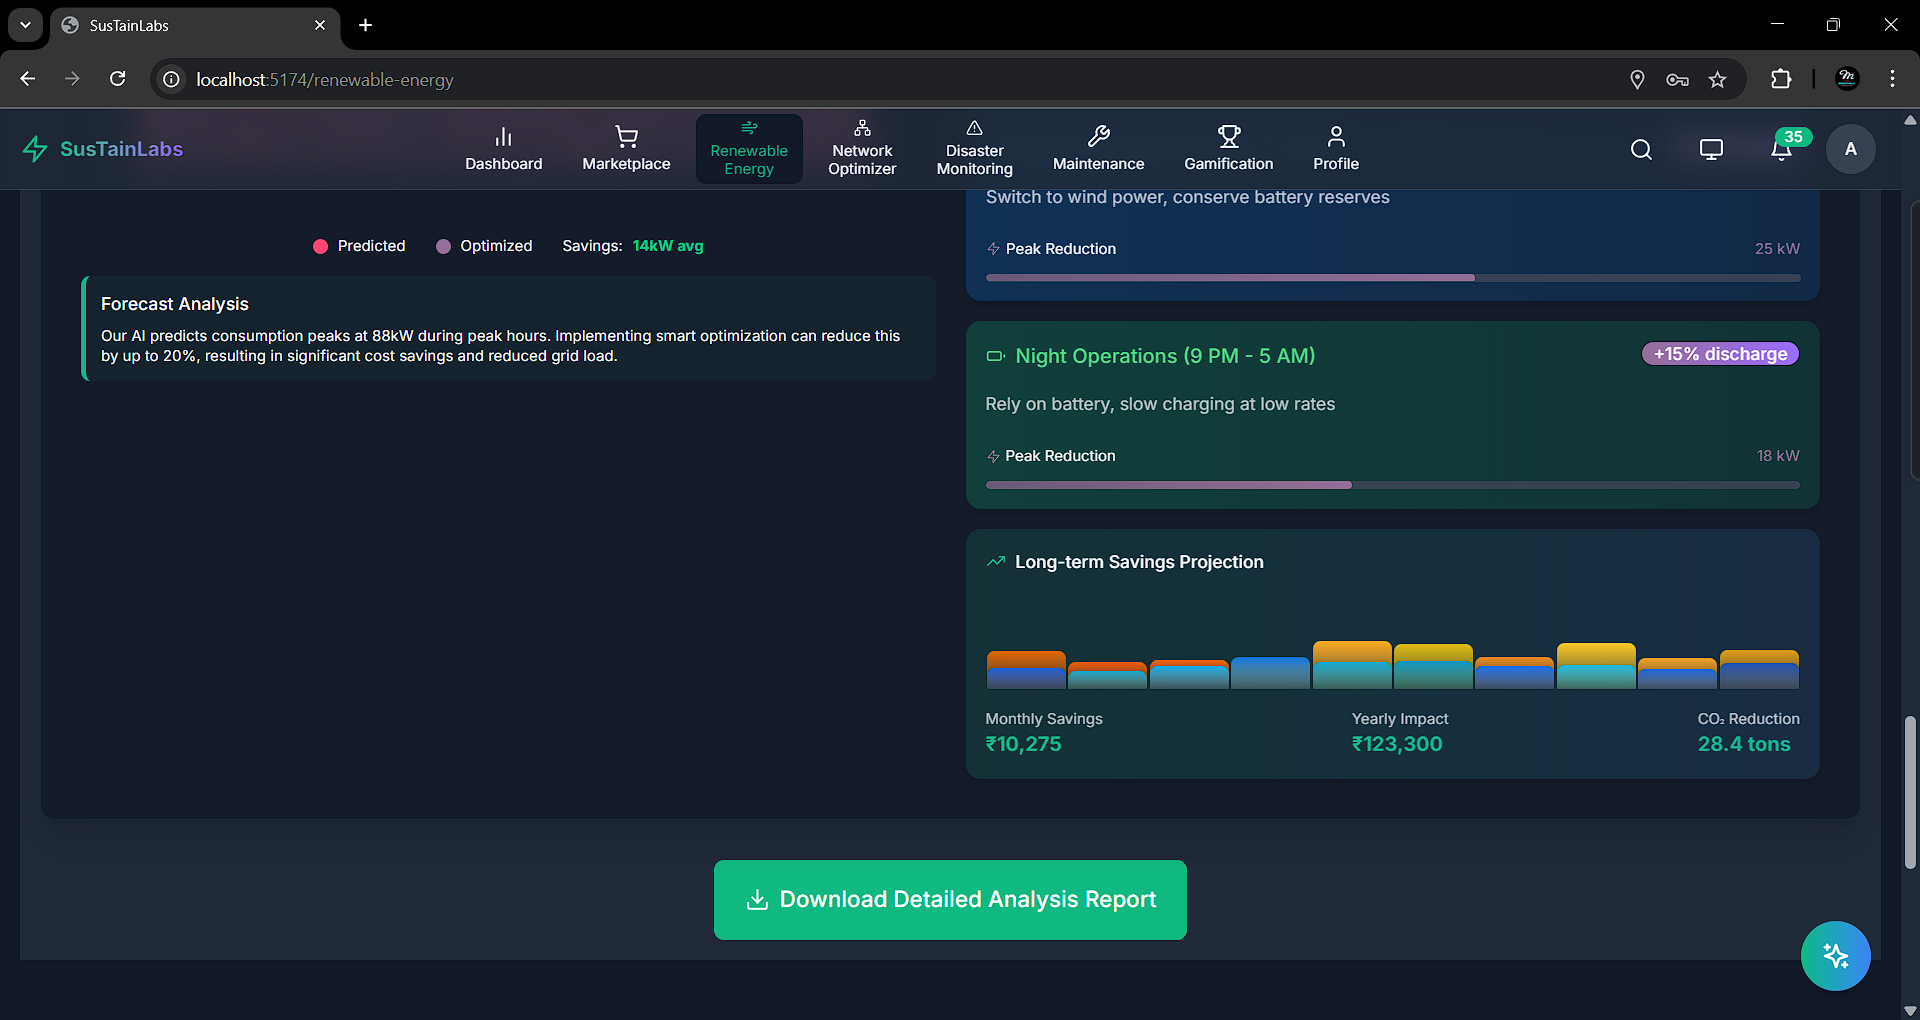 SusTainLabs
localhost:5174/renewable-energy
SusTainLabs
Dashboard
Marketplace
Renewable
Energy
Network
Optimizer
Disaster
Monitoring
Maintenance
Gamification
Profile
35
A
Predicted
Optimized
Savings: 14kW avg
Forecast Analysis
Our AI predicts consumption peaks at 88kW during peak hours. Implementing smart optimization can reduce this
by up to 20%, resulting in significant cost savings and reduced grid load.
Switch to wind power, conserve battery reserves
Peak Reduction
25 kW
Night Operations (9 PM - 5 AM)
+15% discharge
Rely on battery, slow charging at low rates
Peak Reduction
18 kW
Long-term Savings Projection
Monthly Savings
₹10,275
Yearly Impact
₹123,300
CO₂ Reduction
28.4 tons
Download Detailed Analysis Report